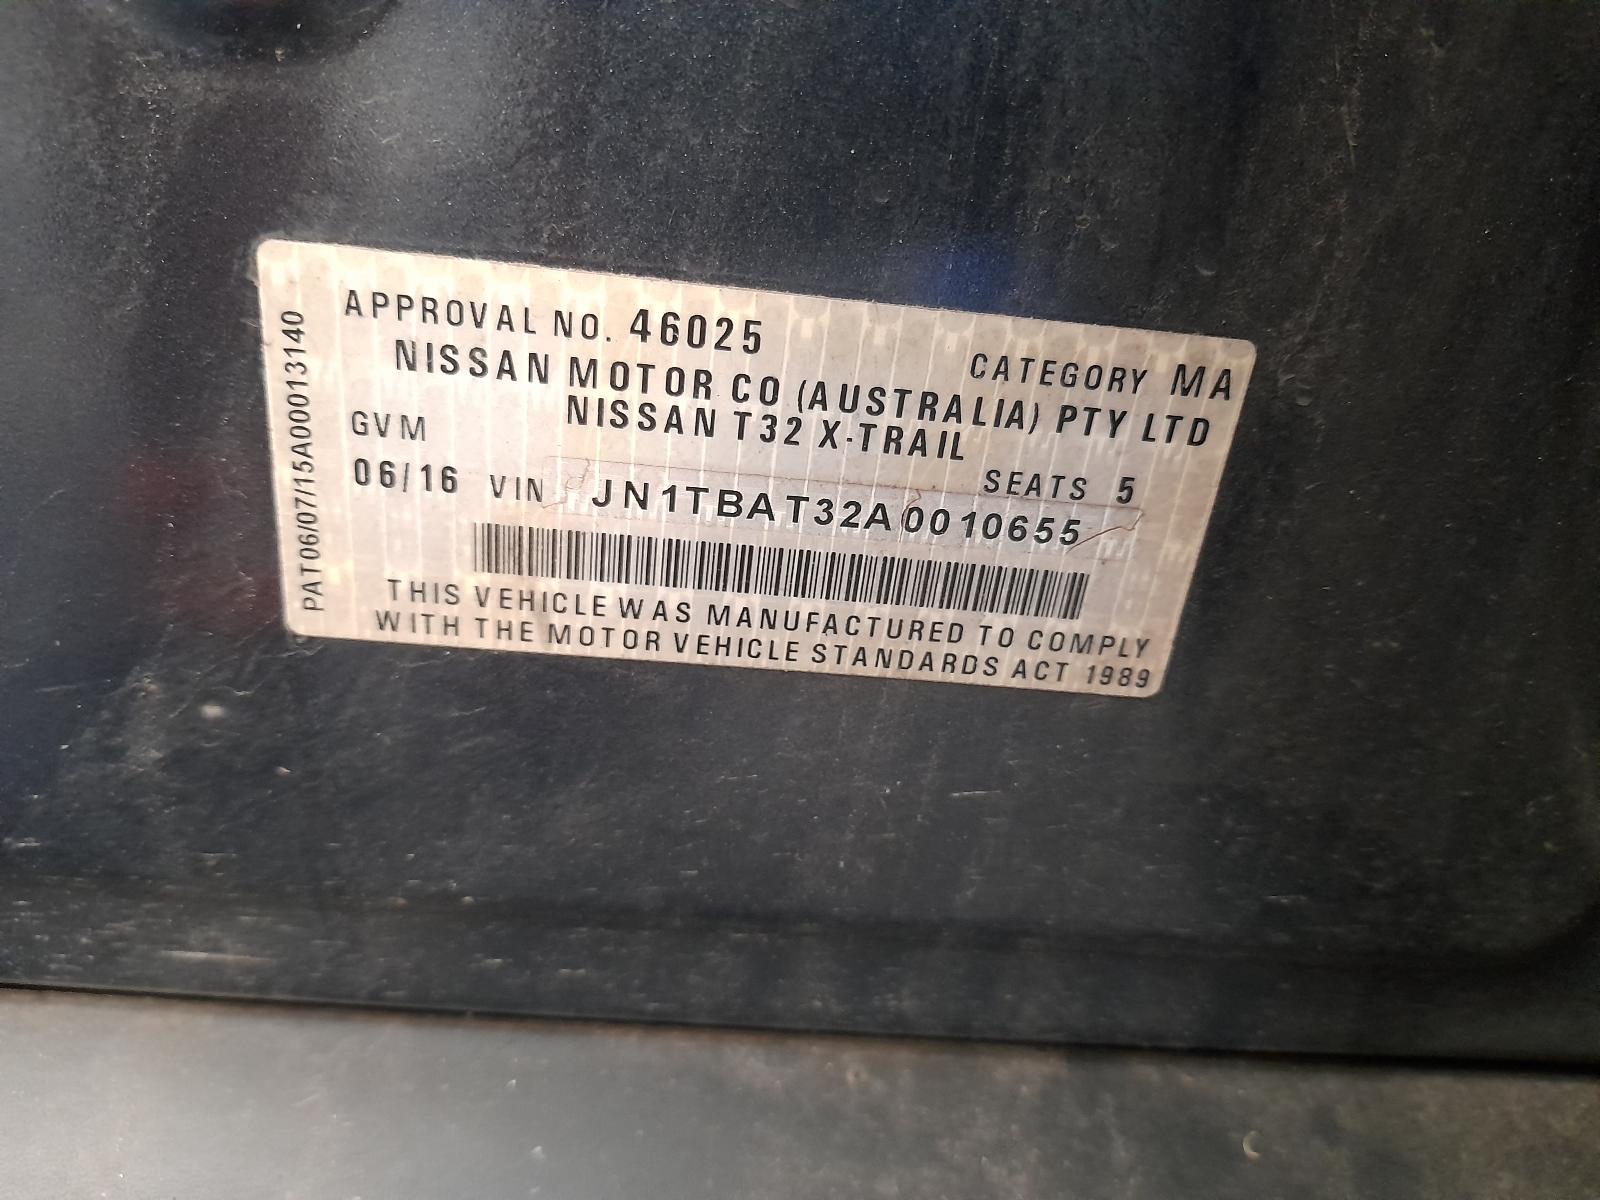 APPROVAL NO. 46025
CATEGORY MA
NISSAN MOTOR CO (AUSTRALIA) PTY LTD
NISSAN T32 X-TRAIL
GVM
SEATS 5
06/16 VIN JN1TBAT32A0010655
THIS VEHICLE WAS MANUFACTURED TO COMPLY
WITH THE MOTOR VEHICLE STANDARDS ACT 1989
PAT06/07/15A00013140